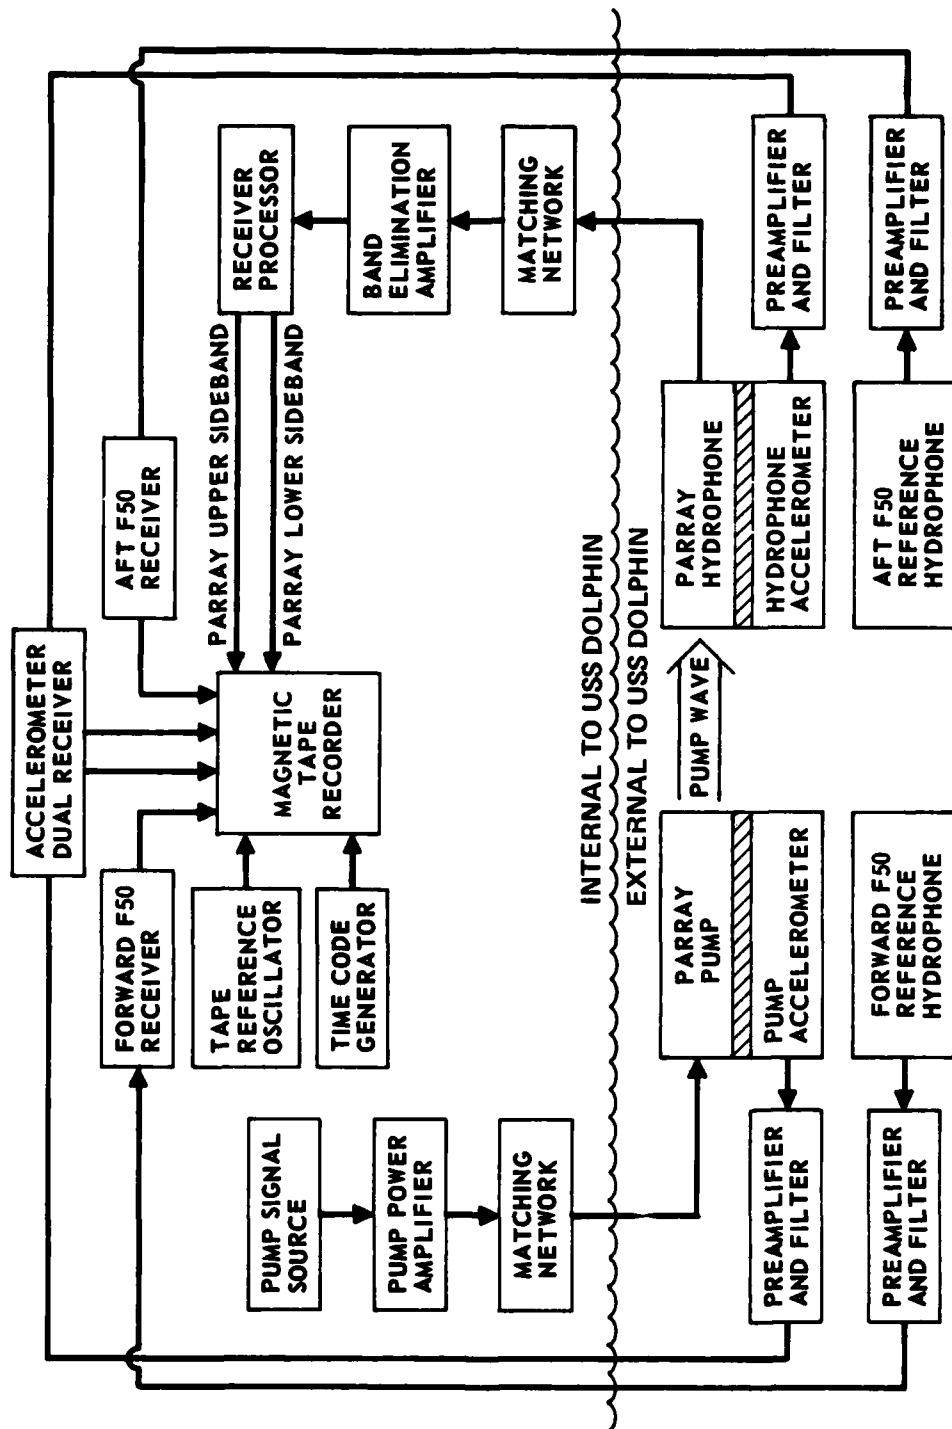 ACCELEROMETER
DUAL RECEIVER
FORWARD F50
RECEIVER
AFT F50
RECEIVER
TAPE
REFERENCE
OSCILLATOR
TIME CODE
GENERATOR
MAGNETIC
TAPE
RECORDER
PARRAY UPPER SIDEBAND
PARRAY LOWER SIDEBAND
RECEIVER
PROCESSOR
BAND
ELIMINATION
AMPLIFIER
MATCHING
NETWORK
PUMP SIGNAL
SOURCE
PUMP POWER
AMPLIFIER
MATCHING
NETWORK
INTERNAL TO USS DOLPHIN
EXTERNAL TO USS DOLPHIN
PARRAY
PUMP
PUMP
ACCELEROMETER
PUMP WAVE
PARRAY
HYDROPHONE
HYDROPHONE
ACCELEROMETER
PREAMPLIFIER
AND FILTER
PREAMPLIFIER
AND FILTER
PREAMPLIFIER
AND FILTER
FORWARD F50
REFERENCE
HYDROPHONE
AFT F50
REFERENCE
HYDROPHONE
PREAMPLIFIER
AND FILTER